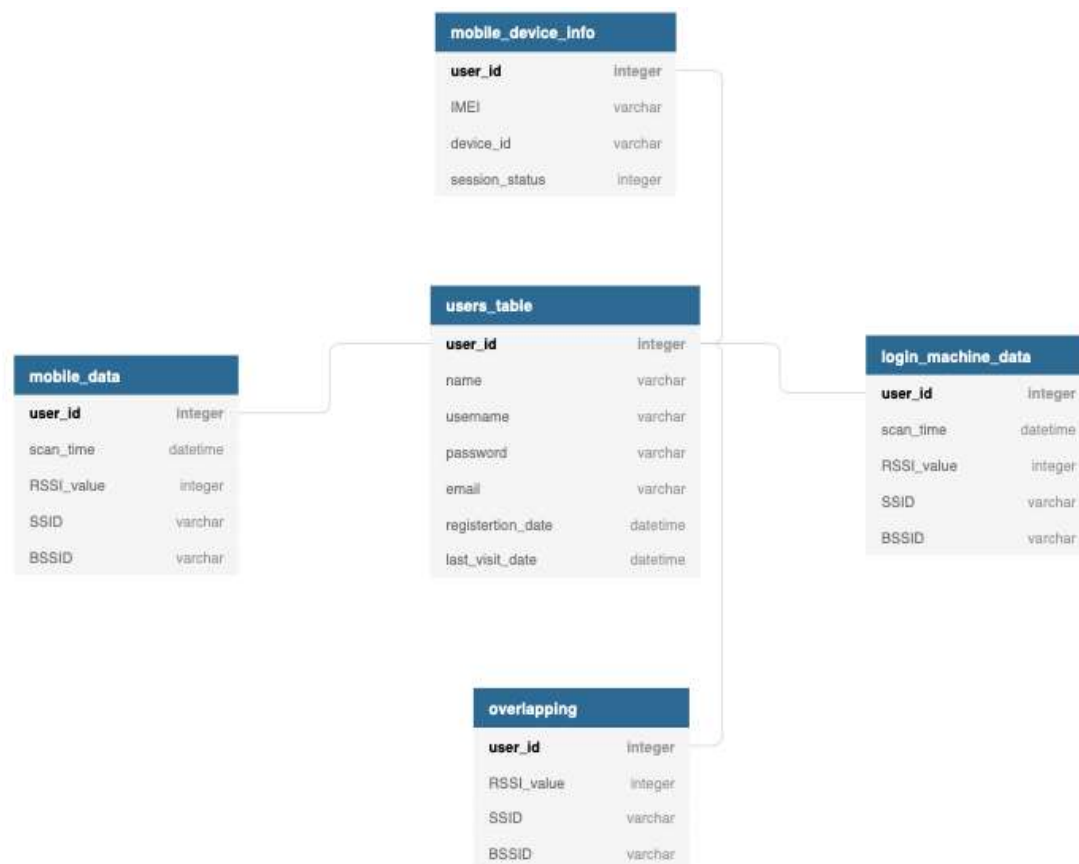 mobile_device_info
user_id integer
IMEI varchar
device_id varchar
session_status integer
users_table
user_id integer
name varchar
username varchar
password varchar
email varchar
registertion_date datetime
last_visit_date datetime
mobile_data
user_id integer
scan_time datetime
RSSI_value integer
SSID varchar
BSSID varchar
login_machine_data
user_id integer
scan_time datetime
RSSI_value integer
SSID varchar
BSSID varchar
overlapping
user_id integer
RSSI_value integer
SSID varchar
BSSID varchar